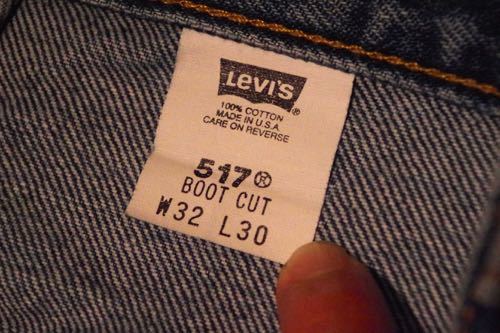 LEVI'S®
100% COTTON
MADE IN U.S.A.
CARE ON REVERSE
517®
BOOT CUT
W32 L30